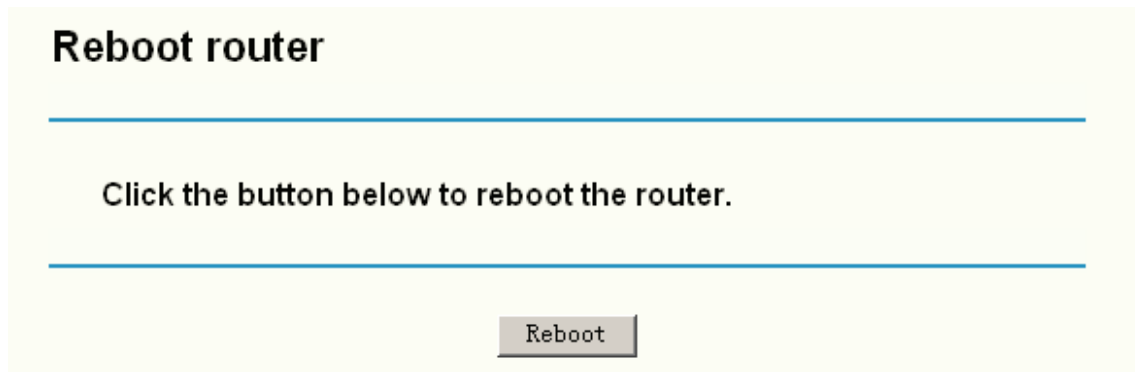 Reboot router
Click the button below to reboot the router.
Reboot